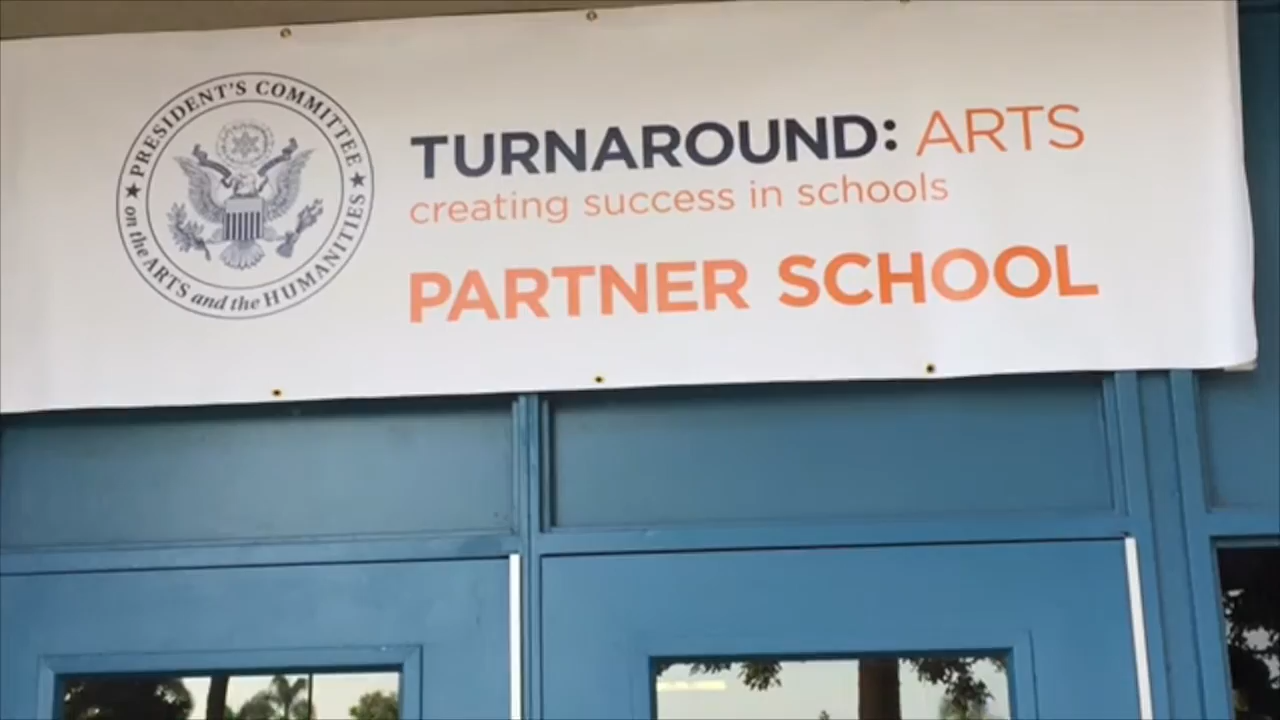 PRESIDENT'S COMMITTEE
on the ARTS and the HUMANITIES
TURNAROUND: ARTS
creating success in schools
PARTNER SCHOOL